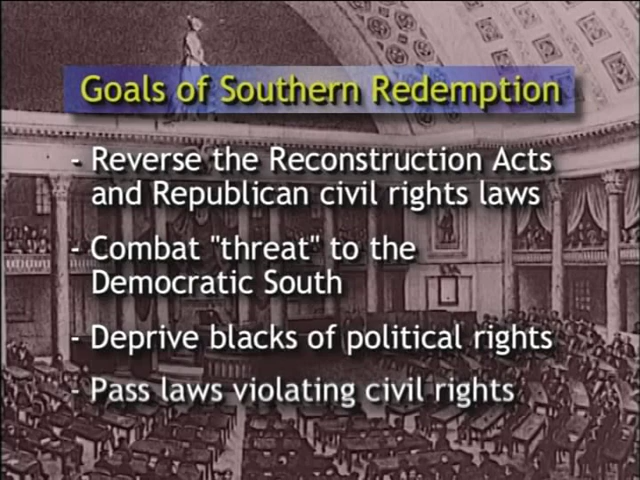 Goals of Southern Redemption
- Reverse the Reconstruction Acts
and Republican civil rights laws
- Combat "threat" to the
Democratic South
- Deprive blacks of political rights
- Pass laws violating civil rights